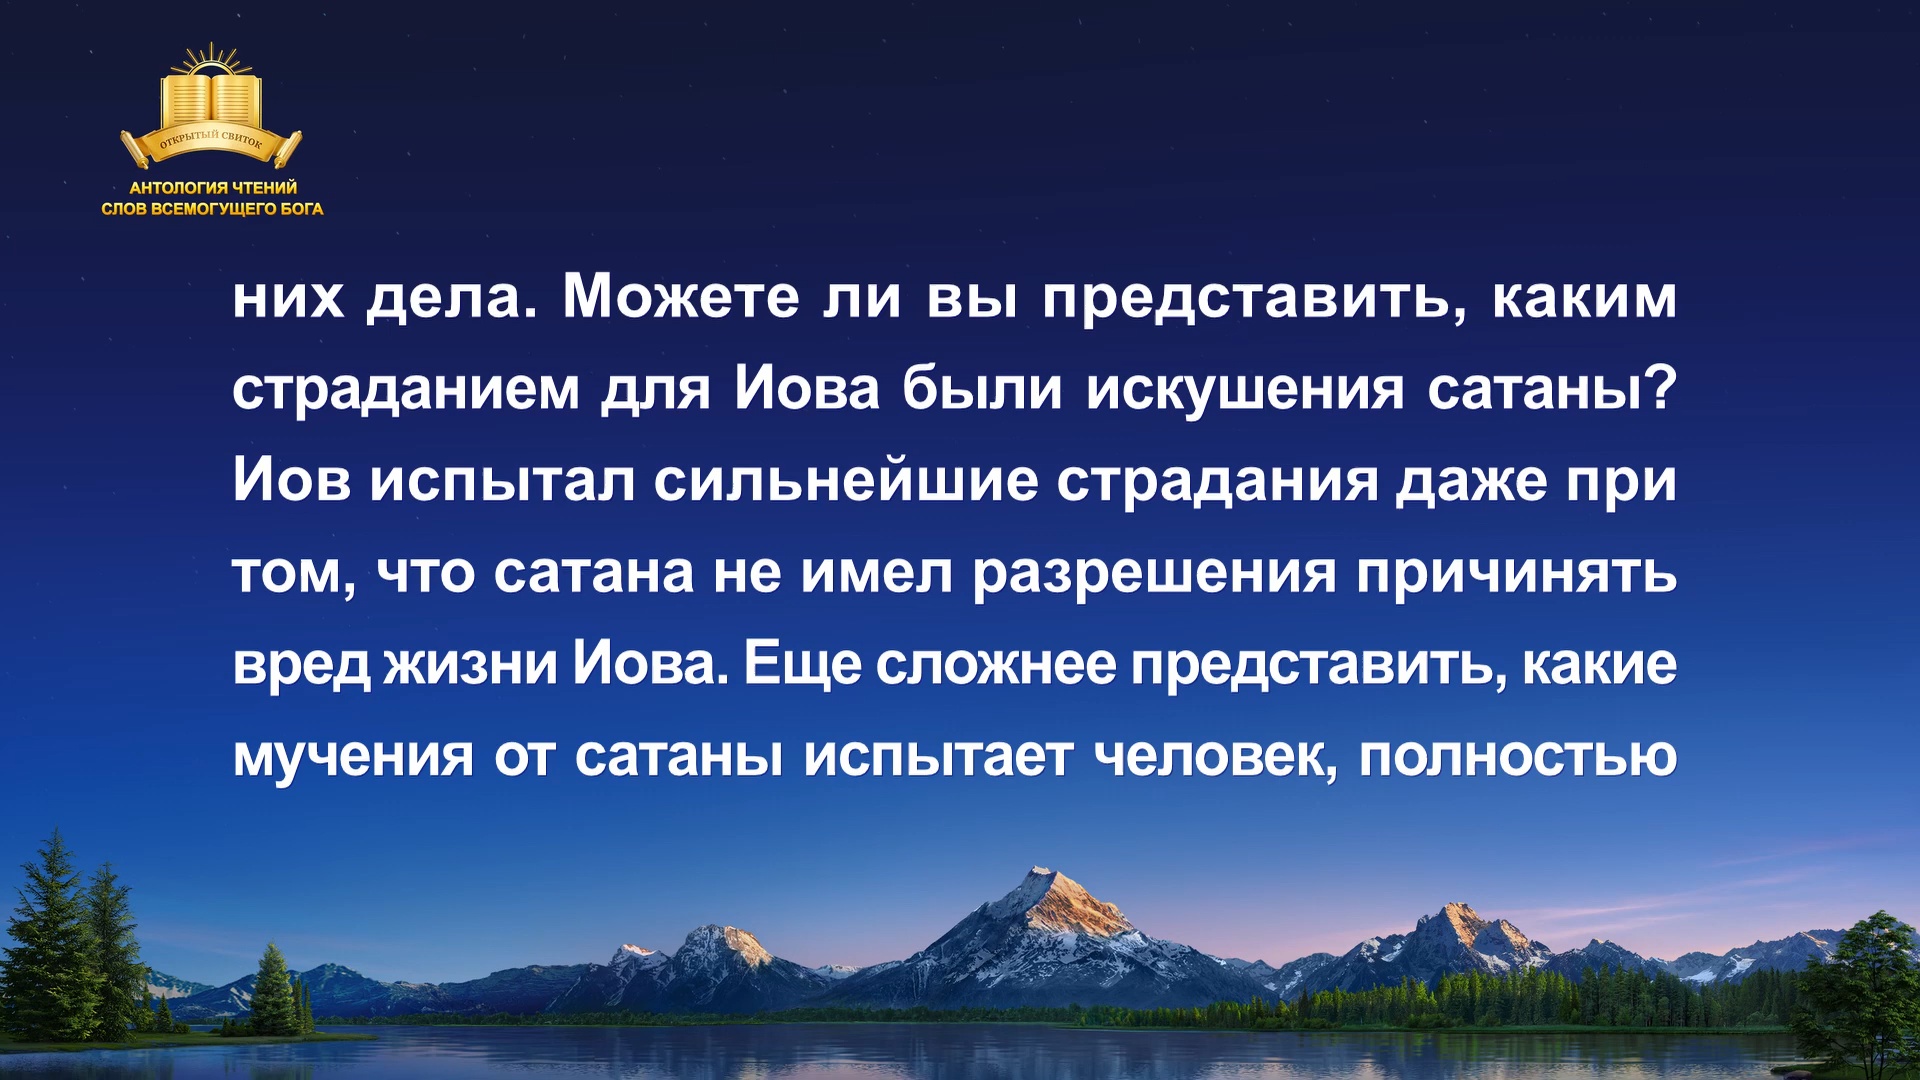 ОТКРЫТЫЙ СВИТОК
АНТОЛОГИЯ ЧТЕНИЙ
СЛОВ ВСЕМОГУЩЕГО БОГА
них дела. Можете ли вы представить, каким
страданием для Иова были искушения сатаны?
Иов испытал сильнейшие страдания даже при
том, что сатана не имел разрешения причинять
вред жизни Иова. Еще сложнее представить, какие
мучения от сатаны испытает человек, полностью